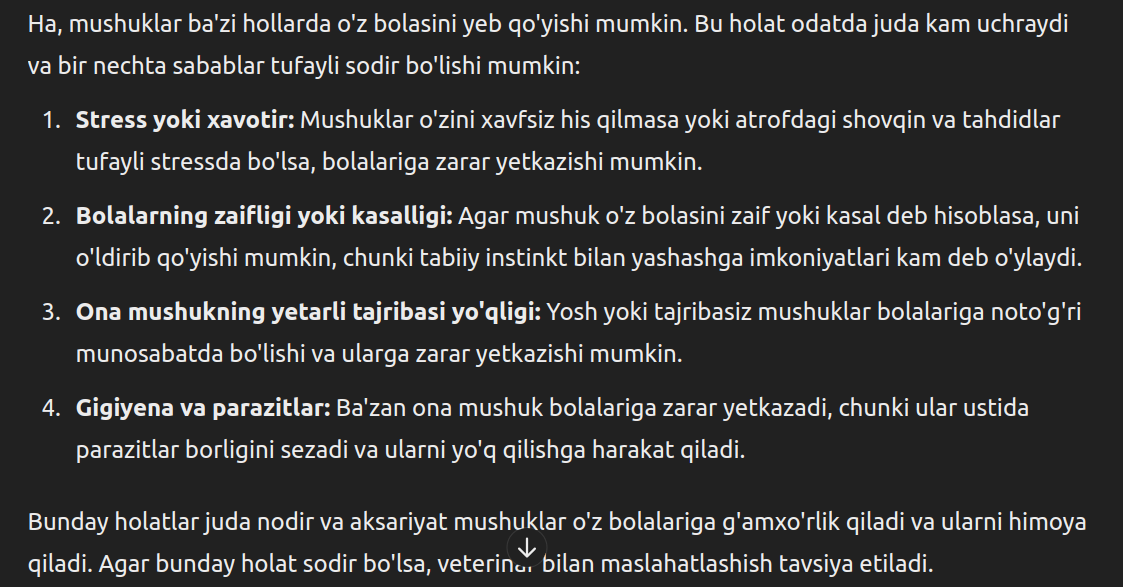 Ha, mushuklar ba'zi hollarda o'z bolasini yeb qo'yishi mumkin. Bu holat odatda juda kam uchraydi
va bir nechta sabablar tufayli sodir bo'lishi mumkin:
1. Stress yoki xavotir: Mushuklar o'zini xavfsiz his qilmasa yoki atrofdagi shovqin va tahdidlar
tufayli stressda bo'lsa, bolalariga zarar yetkazishi mumkin.
2. Bolalarning zaifligi yoki kasalligi: Agar mushuk o'z bolasini zaif yoki kasal deb hisoblasa, uni
o'ldirib qo'yishi mumkin, chunki tabiiy instinkt bilan yashashga imkoniyatlari kam deb o'ylaydi.
3. Ona mushukning yetarli tajribasi yo'qligi: Yosh yoki tajribasiz mushuklar bolalariga noto'g'ri
munosabatda bo'lishi va ularga zarar yetkazishi mumkin.
4. Gigiyena va parazitlar: Ba'zan ona mushuk bolalariga zarar yetkazadi, chunki ular ustida
parazitlar borligini sezadi va ularni yo'q qilishga harakat qiladi.
Bunday holatlar juda nodir va aksariyat mushuklar o'z bolalariga g'amxo'rlik qiladi va ularni himoya
qiladi. Agar bunday holat sodir bo'lsa, veterinar bilan maslahatlashish tavsiya etiladi.